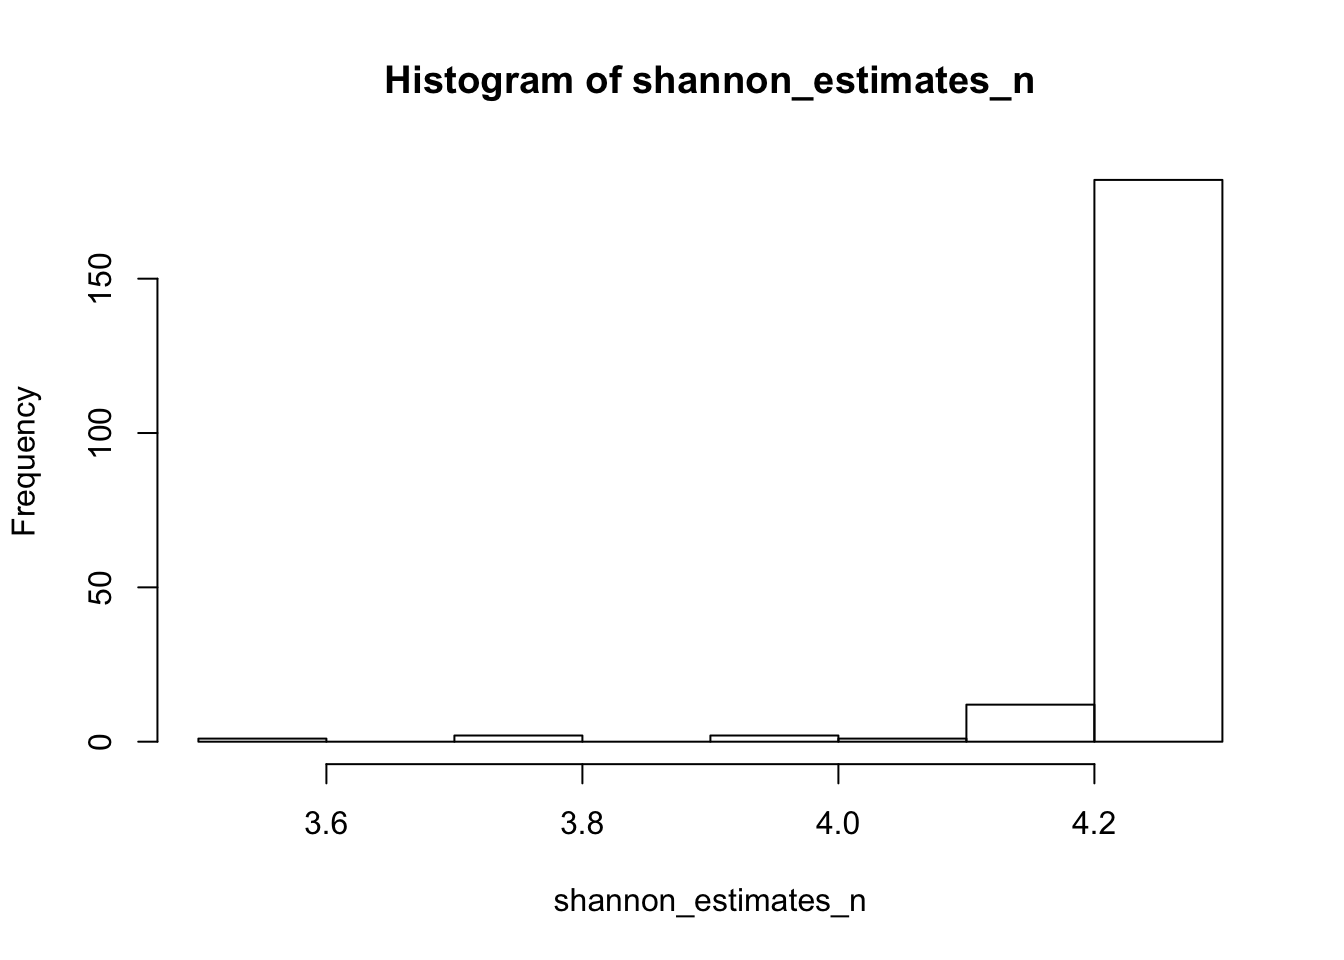 Histogram of shannon_estimates_n
Frequency
150
100
50
0
3.6 3.8 4.0 4.2
shannon_estimates_n